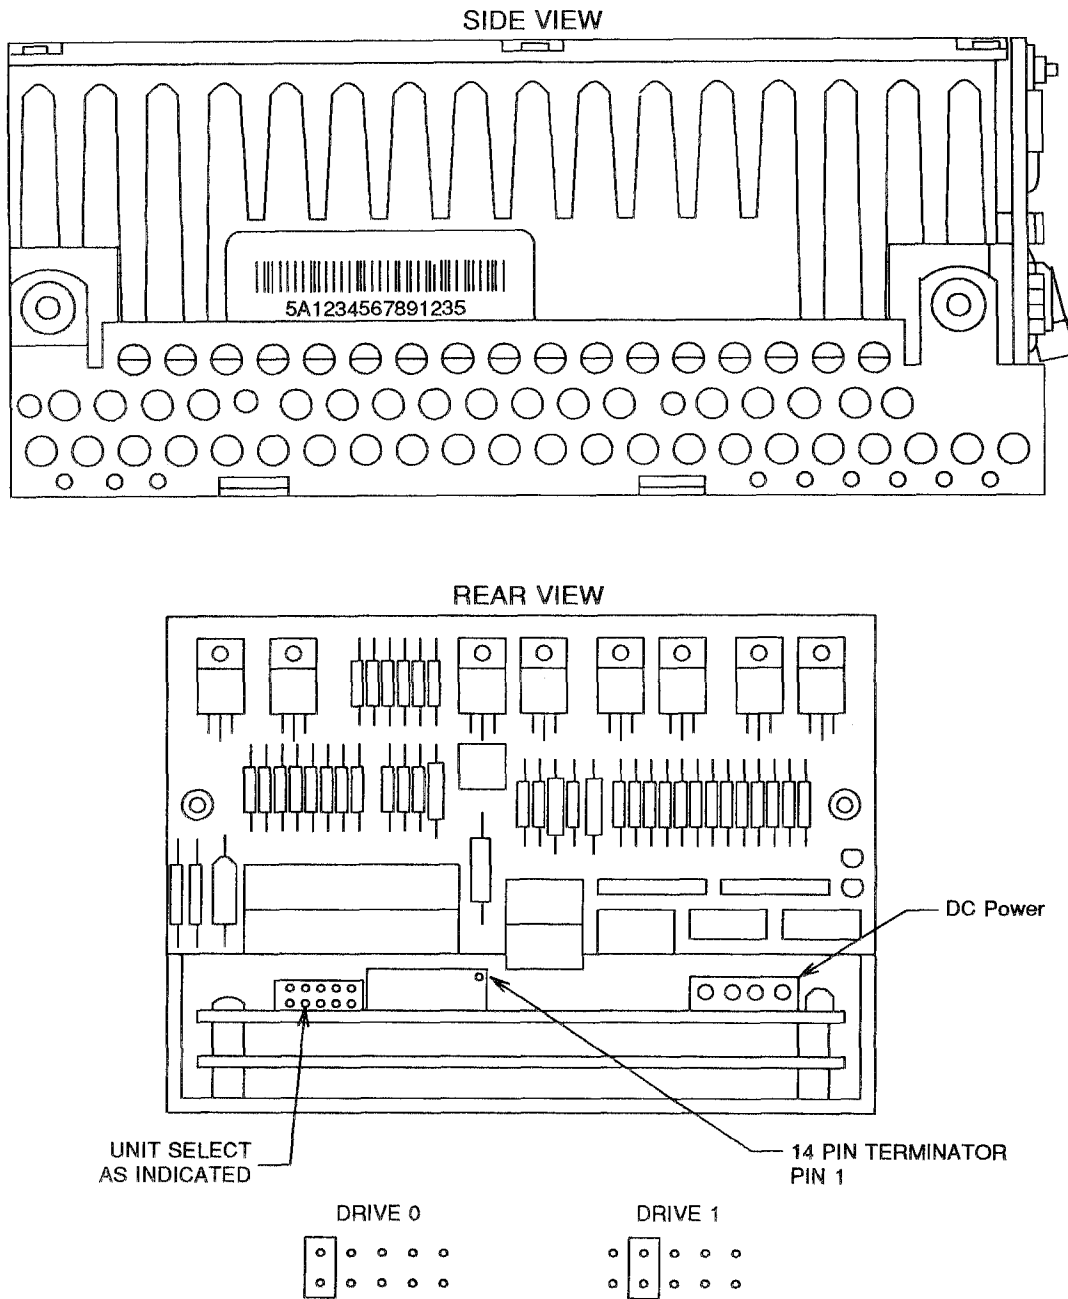 SIDE VIEW
5A1234567891235
REAR VIEW
DC Power
UNIT SELECT
AS INDICATED
14 PIN TERMINATOR
PIN 1
DRIVE 0
DRIVE 1